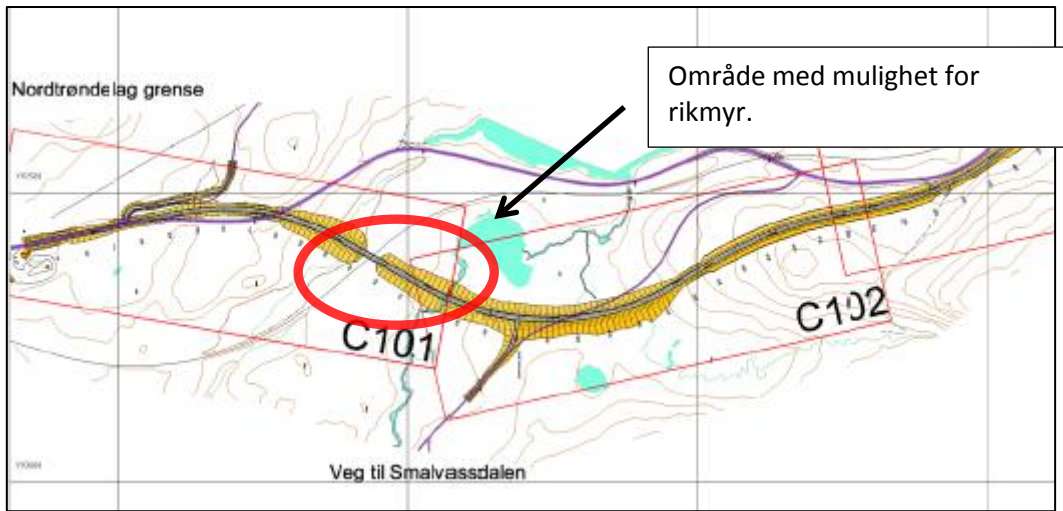 Nordtrøndelag grense
Område med mulighet for
rikmyr.
C101
C102
Veg til Smalvassdalen